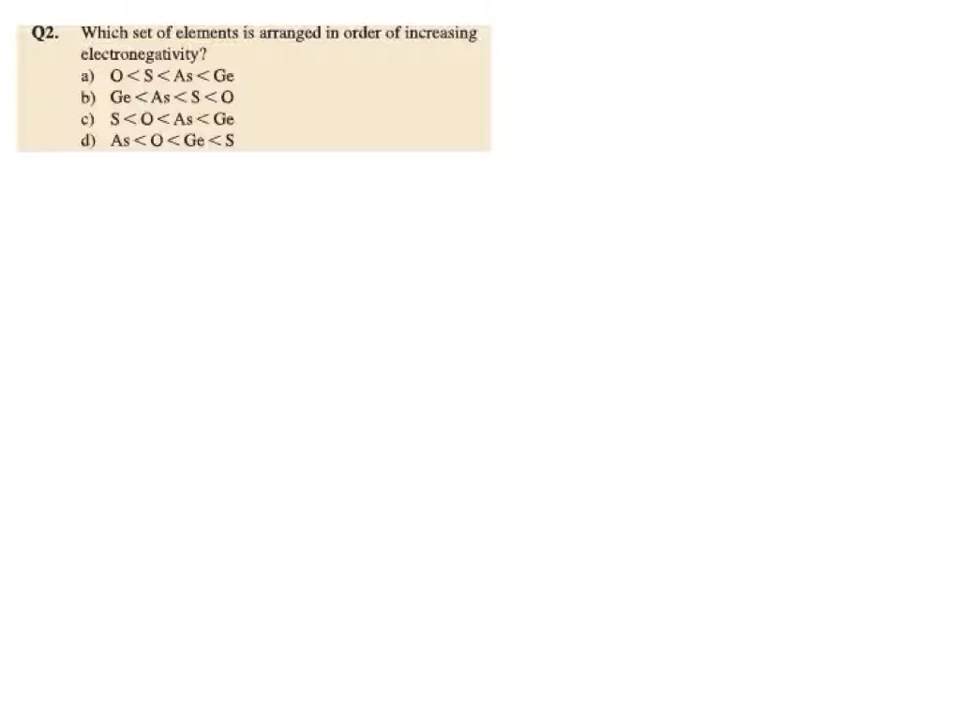 Q2. Which set of elements is arranged in order of increasing
electronegativity?
a) O<S<As<Ge
b) Ge<As<S<O
c) S<O<As<Ge
d) As<O<Ge<S